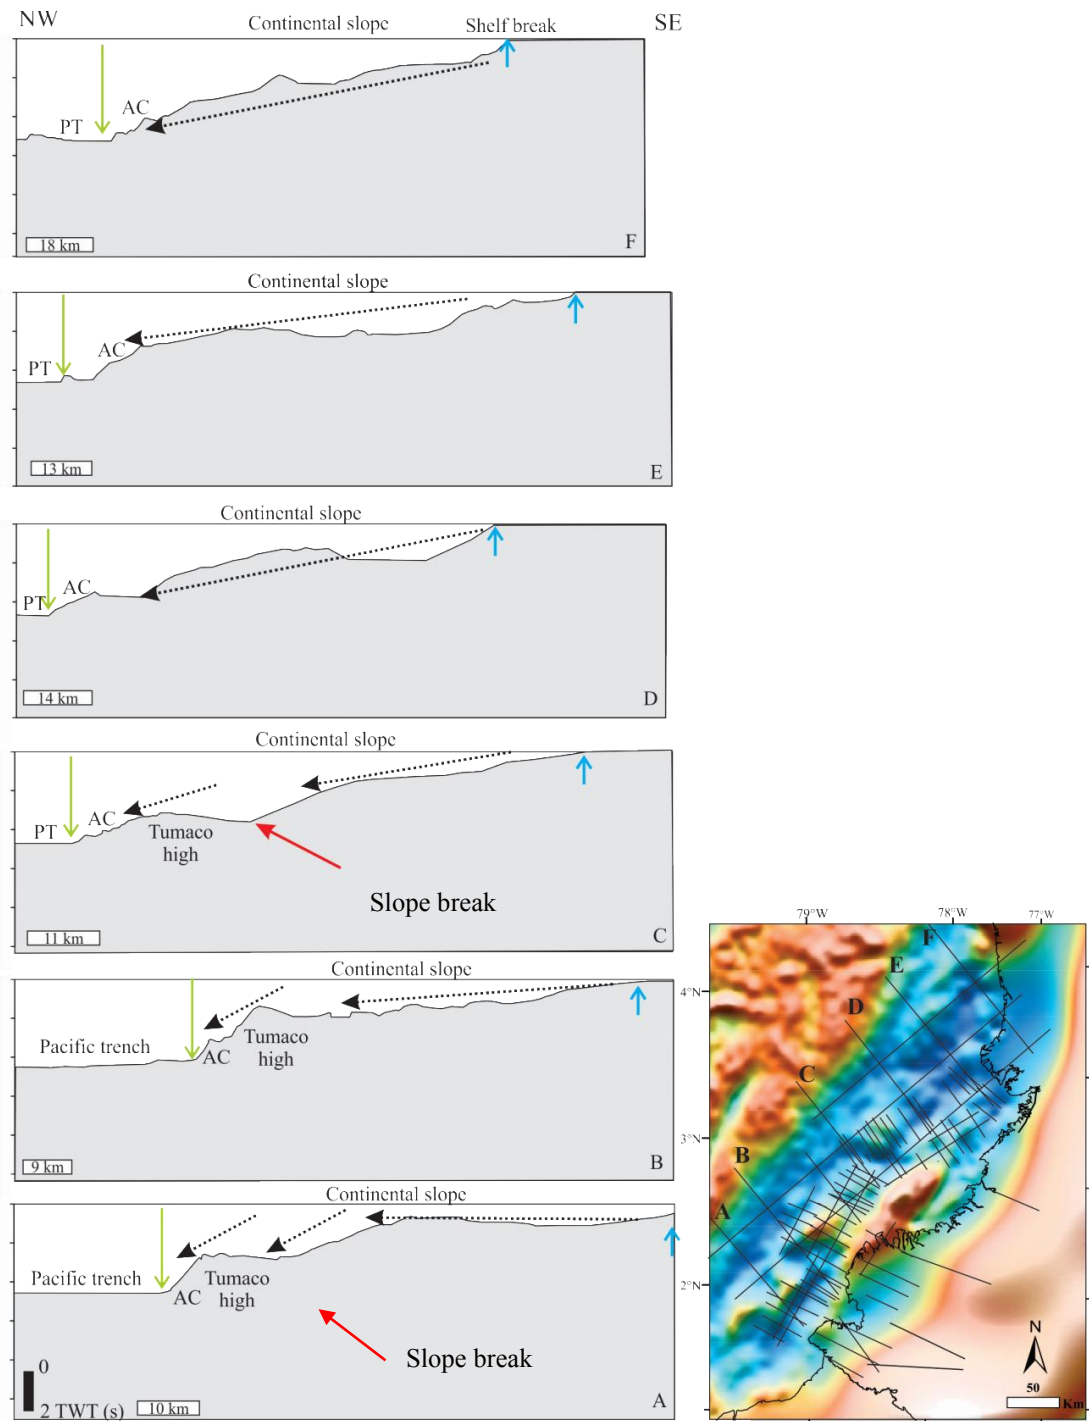 NW
Continental slope
Shelf break
SE
AC
PT
18 km
F
Continental slope
AC
PT
13 km
E
Continental slope
AC
PT
14 km
D
Continental slope
AC
PT
Tumaco
high
Slope break
11 km
C
Continental slope
Pacific trench
AC
Tumaco
high
9 km
B
Continental slope
Pacific trench
AC
Tumaco
high
Slope break
0
2 TWT (s)
10 km
A
79°W
78°W
77°W
F
E
4°N
D
C
3°N
B
A
2°N
N
50
Km